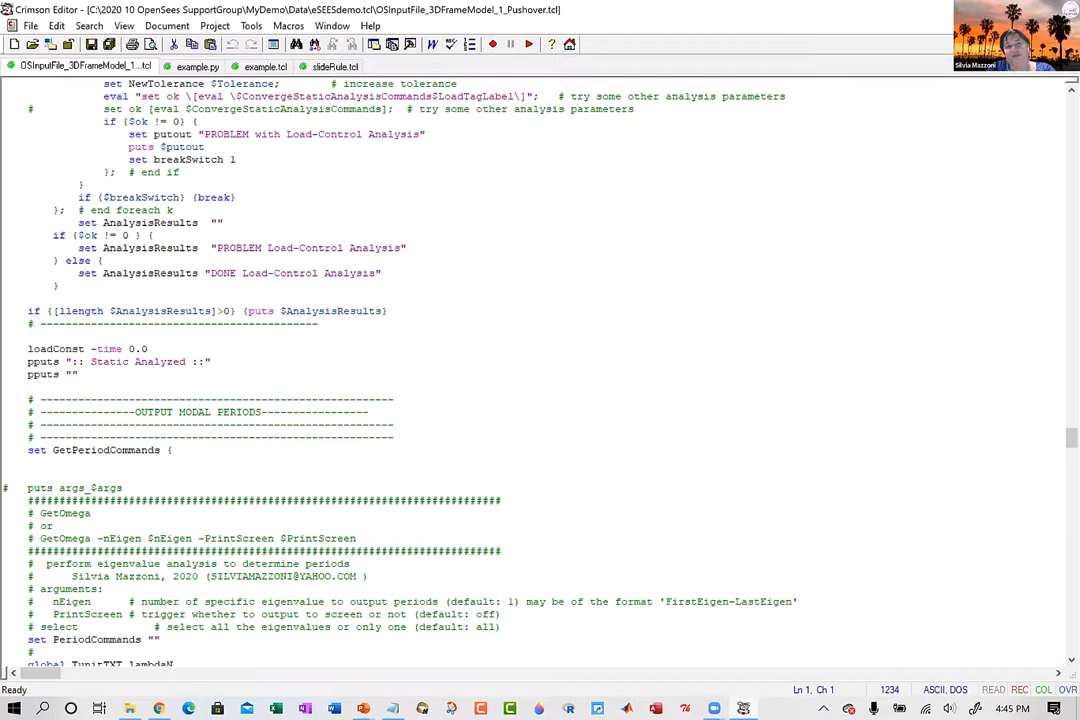 Crimson Editor - [C:\2020 10 OpenSees SupportGroup\MyDemo\Data\eSEESdemo.tcl\OSInputFile_3DFrameModel_1_Pushover.tcl]
File Edit Search View Document Project Tools Macros Window Help
OSInputFile_3DFrameModel_1...tcl example.py example.tcl slideRule.tcl
Silvia Mazzoni
set NewTolerance $Tolerance; # increase tolerance
eval "set ok \[eval \$ConvergeStaticAnalysisCommands$LoadTagLabel\]"; # try some other analysis parameters
# set ok [eval $ConvergeStaticAnalysisCommands]; # try some other analysis parameters
if {$ok != 0} {
set putout "PROBLEM with Load-Control Analysis"
puts $putout
set breakSwitch 1
}; # end if
}
if {$breakSwitch} {break}
}; # end foreach k
set AnalysisResults ""
if {$ok != 0 } {
set AnalysisResults "PROBLEM Load-Control Analysis"
} else {
set AnalysisResults "DONE Load-Control Analysis"
}
if {[llength $AnalysisResults]>0} {puts $AnalysisResults}
# --------------------------------------------
loadConst -time 0.0
pputs ":: Static Analyzed ::"
pputs ""
# --------------------------------------------------------
# ---------------OUTPUT MODAL PERIODS-----------------
# --------------------------------------------------------
# --------------------------------------------------------
set GetPeriodCommands {
# puts args_$args
###########################################################################
# GetOmega
# or
# GetOmega -nEigen $nEigen -PrintScreen $PrintScreen
###########################################################################
# perform eigenvalue analysis to determine periods
# Silvia Mazzoni, 2020 (SILVIAMAZZONI@YAHOO.COM )
# arguments:
# nEigen # number of specific eigenvalue to output periods (default: 1) may be of the format 'FirstEigen-LastEigen'
# PrintScreen # trigger whether to output to screen or not (default: off)
# select # select all the eigenvalues or only one (default: all)
set PeriodCommands ""
#
global TunitTXT lambdaN
Ready Ln 1, Ch 1 1234 ASCII, DOS READ REC COL OVR
4:45 PM